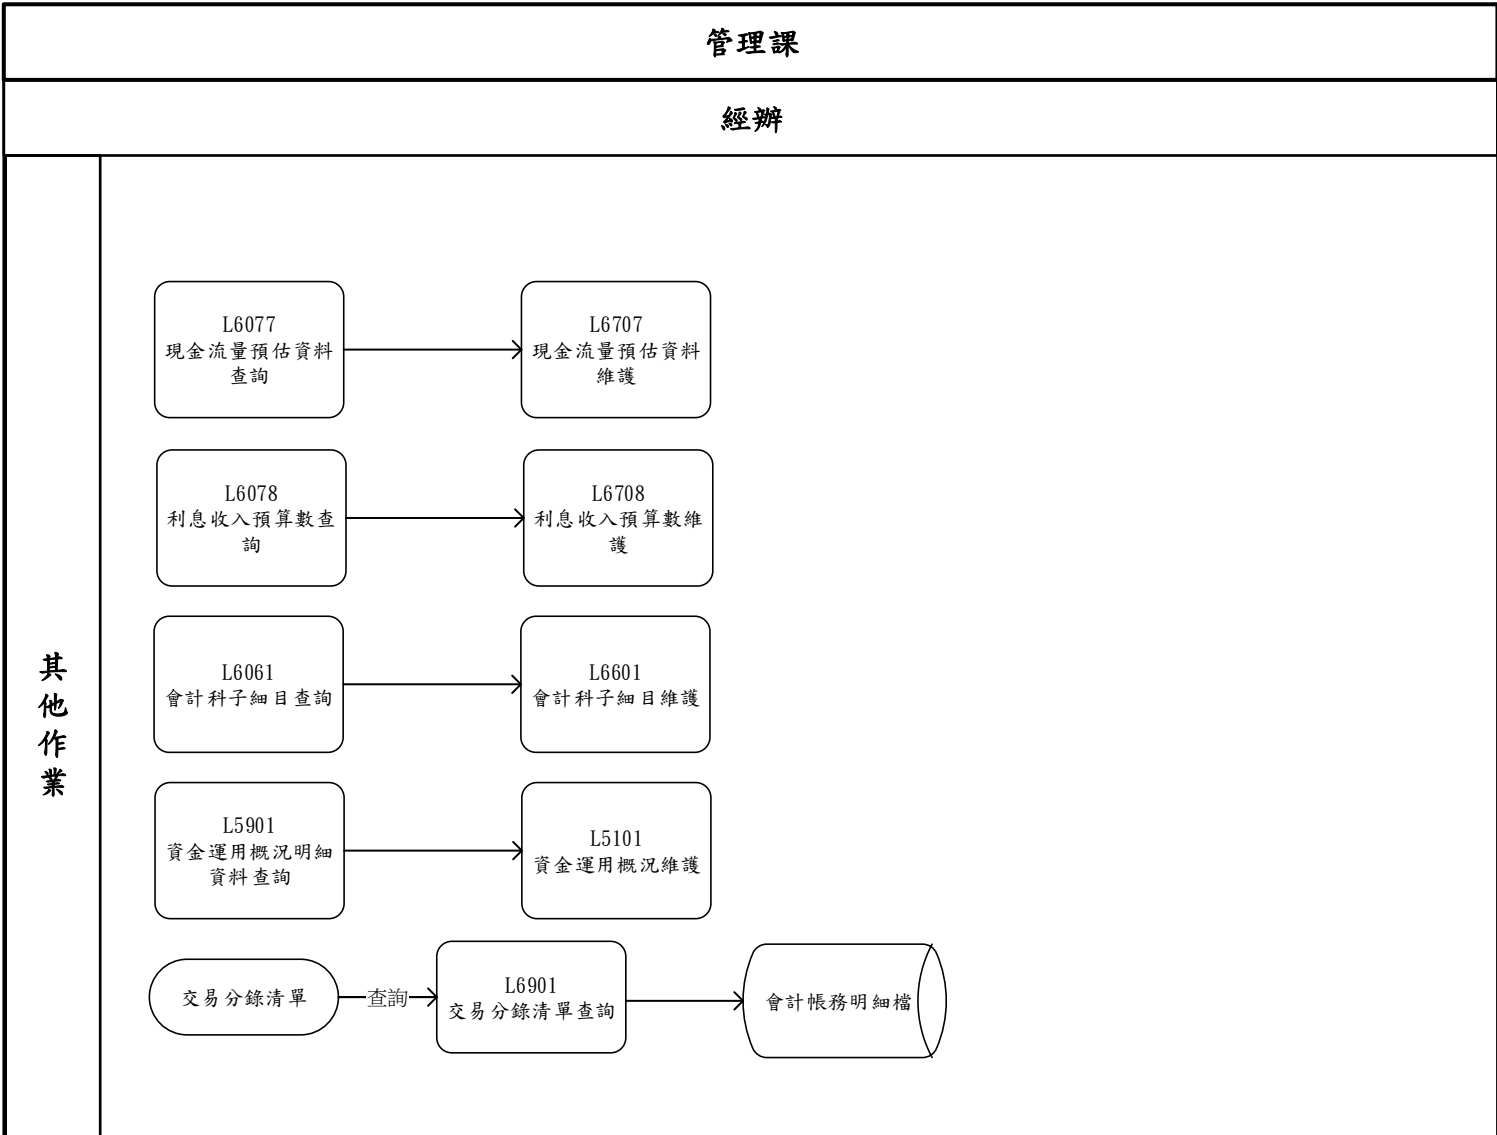 管理課
經辦
其
他
作
業
L6077
現金流量預估資料
查詢
L6707
現金流量預估資料
維護
L6078
利息收入預算數查
詢
L6708
利息收入預算數維
護
L6061
會計科子細目查詢
L6601
會計科子細目維護
L5901
資金運用概況明細
資料查詢
L5101
資金運用概況維護
交易分錄清單
查詢
L6901
交易分錄清單查詢
會計帳務明細檔